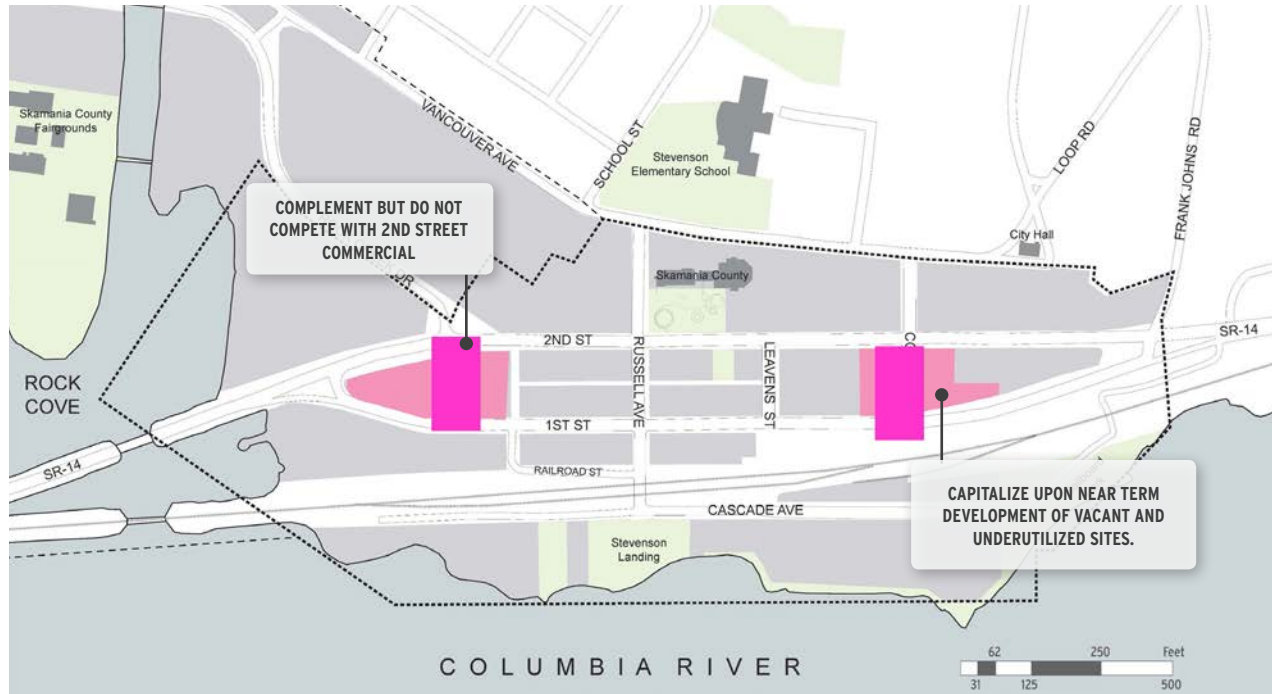 Skamania County
Fairgrounds
VANCOUVER AVE
SCHOOL ST
Stevenson
Elementary School
LOOP RD
FRANK JOHNS RD
City Hall
COMPLEMENT BUT DO NOT
COMPETE WITH 2ND STREET
COMMERCIAL
DR
Skamania County
2ND ST
RUSSELL AVE
LEAVENS ST
CO
SR-14
ROCK
COVE
1ST ST
SR-14
RAILROAD ST
CASCADE AVE
CAPITALIZE UPON NEAR TERM
DEVELOPMENT OF VACANT AND
UNDERUTILIZED SITES.
Stevenson
Landing
COLUMBIA RIVER
62 250 Feet
31 125 500